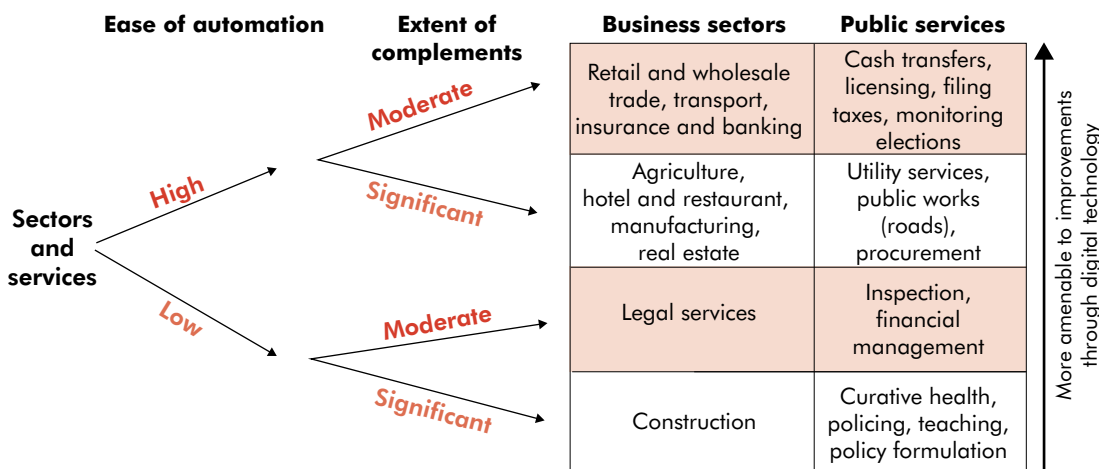 Ease of automation
Extent of
complements
Business sectors
Public services
Sectors
and
services
High
Low
Moderate
Significant
Moderate
Significant
Retail and wholesale
trade, transport,
insurance and banking
Cash transfers,
licensing, filing
taxes, monitoring
elections
Agriculture,
hotel and restaurant,
manufacturing,
real estate
Utility services,
public works
(roads),
procurement
Legal services
Inspection,
financial
management
Construction
Curative health,
policing, teaching,
policy formulation
More amenable to improvements
through digital technology